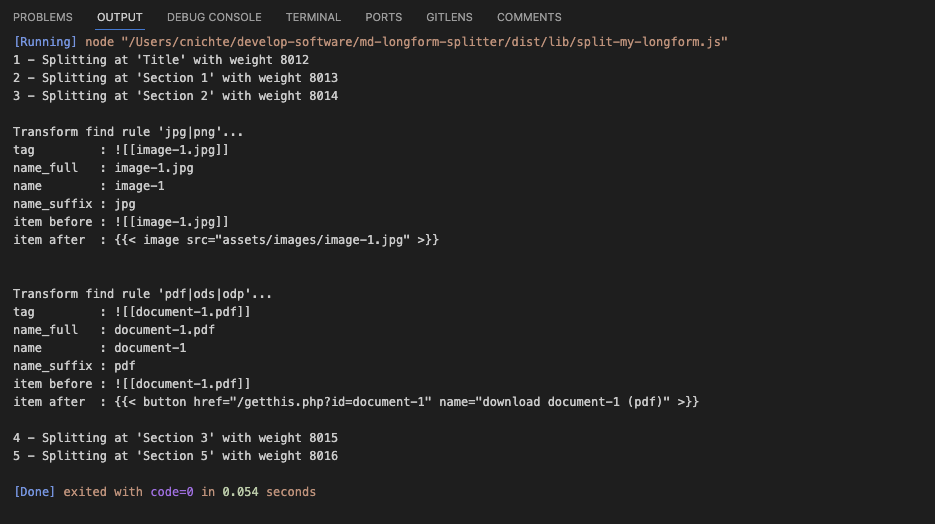 PROBLEMS OUTPUT DEBUG CONSOLE TERMINAL PORTS GITLENS COMMENTS
[Running] node "/Users/cnichte/develop-software/md-longform-splitter/dist/lib/split-my-longform.js"
1 - Splitting at 'Title' with weight 8012
2 - Splitting at 'Section 1' with weight 8013
3 - Splitting at 'Section 2' with weight 8014
Transform find rule 'jpg|png'...
tag         : ![[image-1.jpg]]
name_full   : image-1.jpg
name        : image-1
name_suffix : jpg
item before : ![[image-1.jpg]]
item after  : {{< image src="assets/images/image-1.jpg" >}}
Transform find rule 'pdf|ods|odp'...
tag         : ![[document-1.pdf]]
name_full   : document-1.pdf
name        : document-1
name_suffix : pdf
item before : ![[document-1.pdf]]
item after  : {{< button href="/getthis.php?id=document-1" name="download document-1 (pdf)" >}}
4 - Splitting at 'Section 3' with weight 8015
5 - Splitting at 'Section 5' with weight 8016
[Done] exited with code=0 in 0.054 seconds